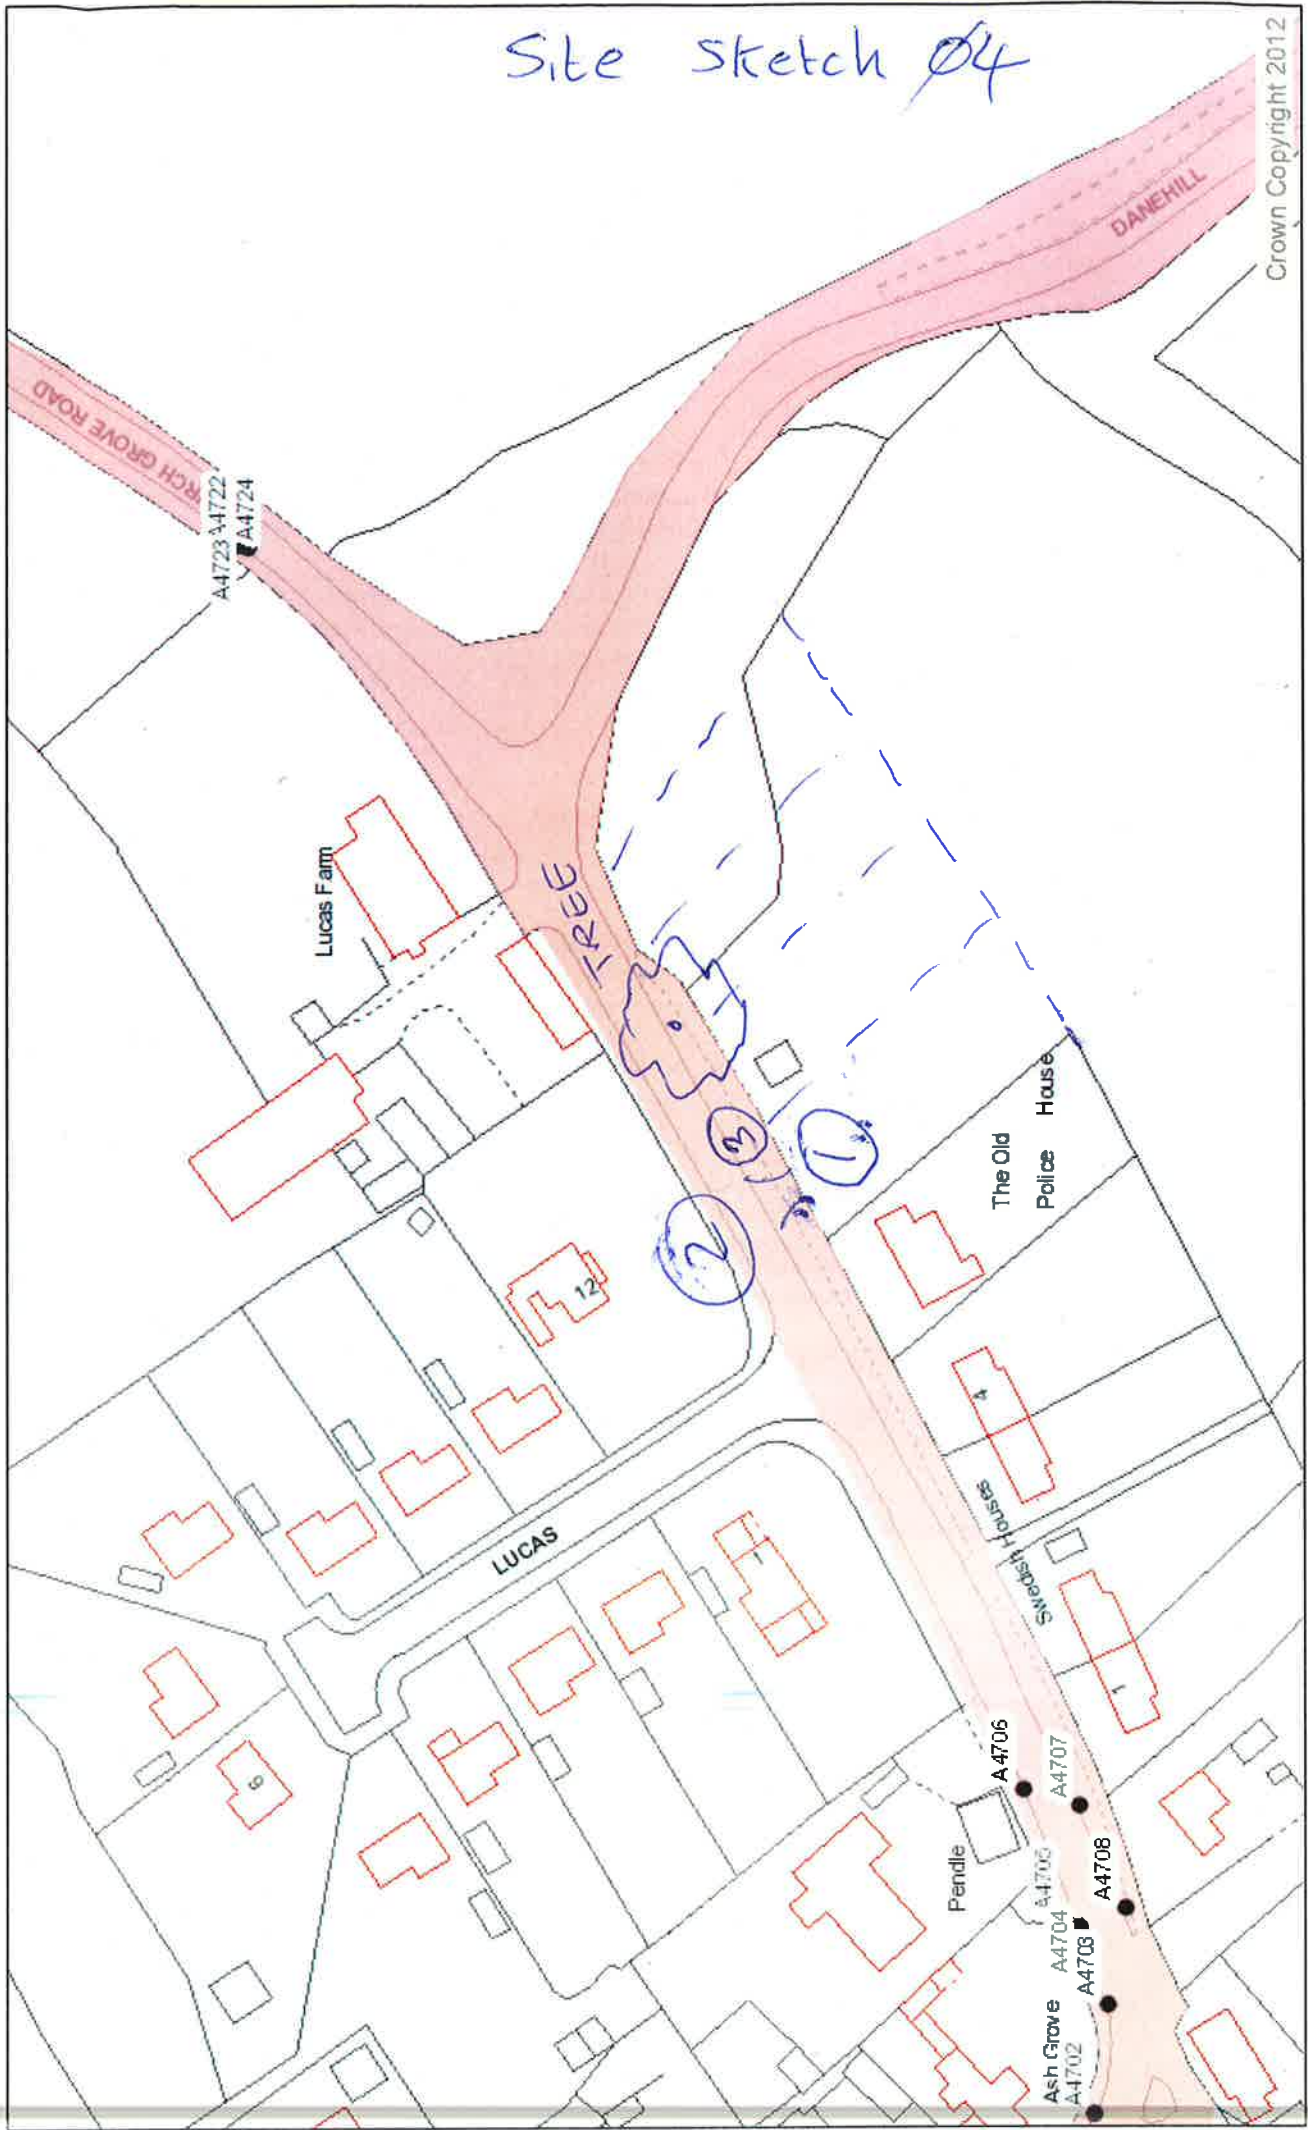 Site Sketch 04
Crown Copyright 2012
DANEHILL
RCH GROVE ROAD
A4723 A4722
A4724
Lucas Farm
TREE
3
1
2
12
The Old
Police House
4
LUCAS
1
Swedish Houses
1
6
A4706
A4707
Pendle
A4705
A4708
A4704
A4703
Ash Grove
A4702